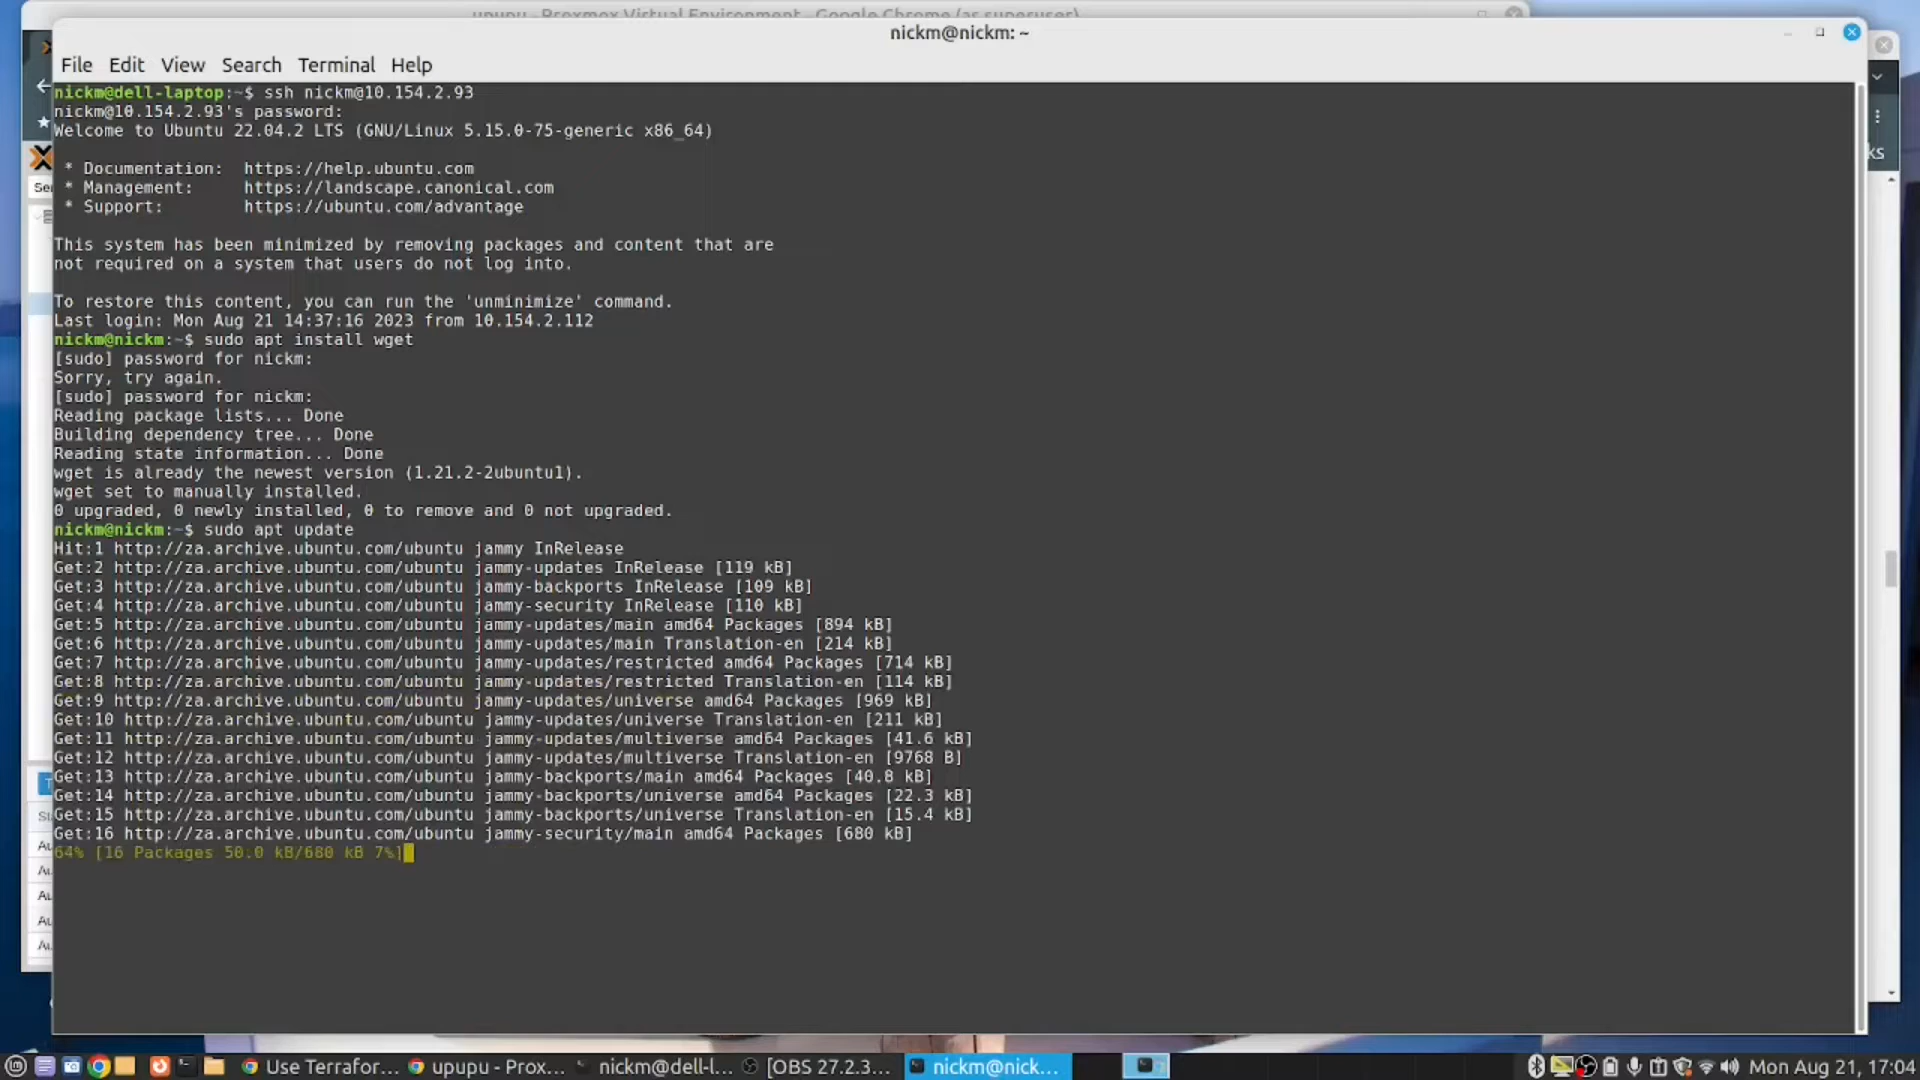 upupu - Proxmox Virtual Environment - Google Chrome (as superuser)
nickm@nickm: ~
File Edit View Search Terminal Help
nickm@dell-laptop:~$ ssh nickm@10.154.2.93
nickm@10.154.2.93's password:
Welcome to Ubuntu 22.04.2 LTS (GNU/Linux 5.15.0-75-generic x86_64)
* Documentation: https://help.ubuntu.com
* Management: https://landscape.canonical.com
* Support: https://ubuntu.com/advantage
This system has been minimized by removing packages and content that are
not required on a system that users do not log into.
To restore this content, you can run the 'unminimize' command.
Last login: Mon Aug 21 14:37:16 2023 from 10.154.2.112
nickm@nickm:~$ sudo apt install wget
[sudo] password for nickm:
Sorry, try again.
[sudo] password for nickm:
Reading package lists... Done
Building dependency tree... Done
Reading state information... Done
wget is already the newest version (1.21.2-2ubuntu1).
wget set to manually installed.
0 upgraded, 0 newly installed, 0 to remove and 0 not upgraded.
nickm@nickm:~$ sudo apt update
Hit:1 http://za.archive.ubuntu.com/ubuntu jammy InRelease
Get:2 http://za.archive.ubuntu.com/ubuntu jammy-updates InRelease [119 kB]
Get:3 http://za.archive.ubuntu.com/ubuntu jammy-backports InRelease [109 kB]
Get:4 http://za.archive.ubuntu.com/ubuntu jammy-security InRelease [110 kB]
Get:5 http://za.archive.ubuntu.com/ubuntu jammy-updates/main amd64 Packages [894 kB]
Get:6 http://za.archive.ubuntu.com/ubuntu jammy-updates/main Translation-en [214 kB]
Get:7 http://za.archive.ubuntu.com/ubuntu jammy-updates/restricted amd64 Packages [714 kB]
Get:8 http://za.archive.ubuntu.com/ubuntu jammy-updates/restricted Translation-en [114 kB]
Get:9 http://za.archive.ubuntu.com/ubuntu jammy-updates/universe amd64 Packages [969 kB]
Get:10 http://za.archive.ubuntu.com/ubuntu jammy-updates/universe Translation-en [211 kB]
Get:11 http://za.archive.ubuntu.com/ubuntu jammy-updates/multiverse amd64 Packages [41.6 kB]
Get:12 http://za.archive.ubuntu.com/ubuntu jammy-updates/multiverse Translation-en [9768 B]
Get:13 http://za.archive.ubuntu.com/ubuntu jammy-backports/main amd64 Packages [40.8 kB]
Get:14 http://za.archive.ubuntu.com/ubuntu jammy-backports/universe amd64 Packages [22.3 kB]
Get:15 http://za.archive.ubuntu.com/ubuntu jammy-backports/universe Translation-en [15.4 kB]
Get:16 http://za.archive.ubuntu.com/ubuntu jammy-security/main amd64 Packages [680 kB]
64% [16 Packages 50.0 kB/680 kB 7%]
Use Terrafor... upupu - Prox... nickm@dell-l... [OBS 27.2.3... nickm@nick... Mon Aug 21, 17:04